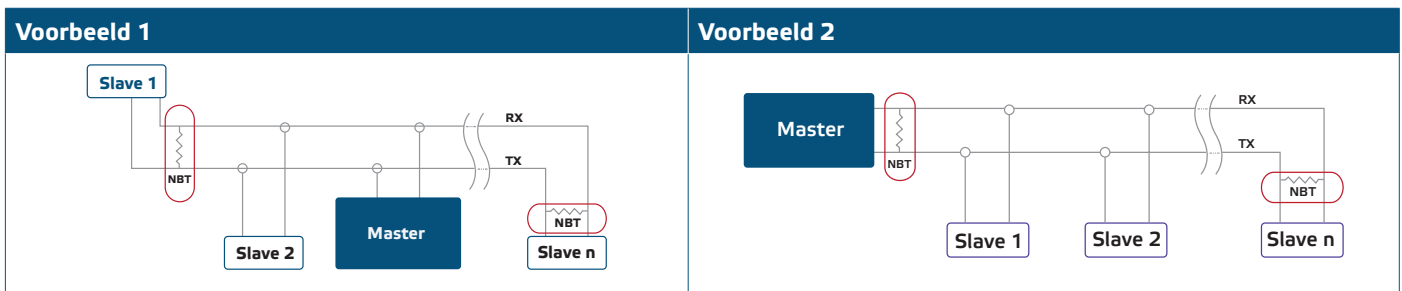 Voorbeeld 1
Slave 1
RX
TX
NBT
NBT
Slave 2
Master
Slave n
Voorbeeld 2
Master
RX
TX
NBT
NBT
Slave 1
Slave 2
Slave n